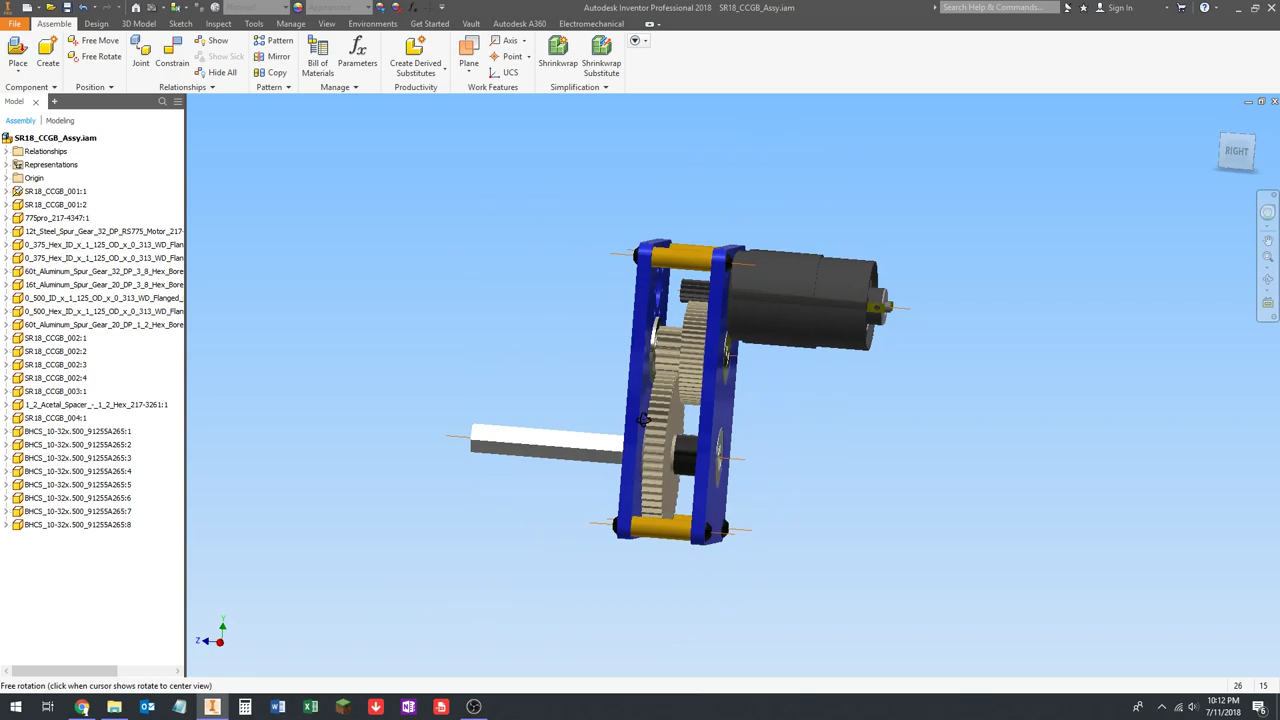 Autodesk Inventor Professional 2018   SR18_CCGB_Assy.iam
Search Help & Commands...
Sign In
File
Assemble
Design
3D Model
Sketch
Inspect
Tools
Manage
View
Environments
Get Started
Vault
Autodesk A360
Electromechanical
Place
Create
Free Move
Free Rotate
Joint
Constrain
Show
Show Sick
Hide All
Pattern
Mirror
Copy
Bill of
Materials
Parameters
Create Derived
Substitutes
Plane
Axis
Point
UCS
Shrinkwrap
Shrinkwrap
Substitute
Component
Position
Relationships
Pattern
Manage
Productivity
Work Features
Simplification
Model
Assembly
Modeling
SR18_CCGB_Assy.iam
Relationships
Representations
Origin
SR18_CCGB_001:1
SR18_CCGB_001:2
775pro_217-4347:1
12t_Steel_Spur_Gear_32_DP_RS775_Motor_217-
0_375_Hex_ID_x_1_125_OD_x_0_313_WD_Flan
0_375_Hex_ID_x_1_125_OD_x_0_313_WD_Flan
60t_Aluminum_Spur_Gear_32_DP_3_8_Hex_Bore
16t_Aluminum_Spur_Gear_20_DP_3_8_Hex_Bore
0_500_ID_x_1_125_OD_x_0_313_WD_Flanged_
0_500_Hex_ID_x_1_125_OD_x_0_313_WD_Flan
60t_Aluminum_Spur_Gear_20_DP_1_2_Hex_Bore
SR18_CCGB_002:1
SR18_CCGB_002:2
SR18_CCGB_002:3
SR18_CCGB_002:4
SR18_CCGB_003:1
1_2_Acetal_Spacer_-_1_2_Hex_217-3261:1
SR18_CCGB_004:1
BHCS_10-32x.500_91255A265:1
BHCS_10-32x.500_91255A265:2
BHCS_10-32x.500_91255A265:3
BHCS_10-32x.500_91255A265:4
BHCS_10-32x.500_91255A265:5
BHCS_10-32x.500_91255A265:6
BHCS_10-32x.500_91255A265:7
BHCS_10-32x.500_91255A265:8
RIGHT
Y
Z
Free rotation (click when cursor shows rotate to center view)
26 15
10:12 PM
7/11/2018